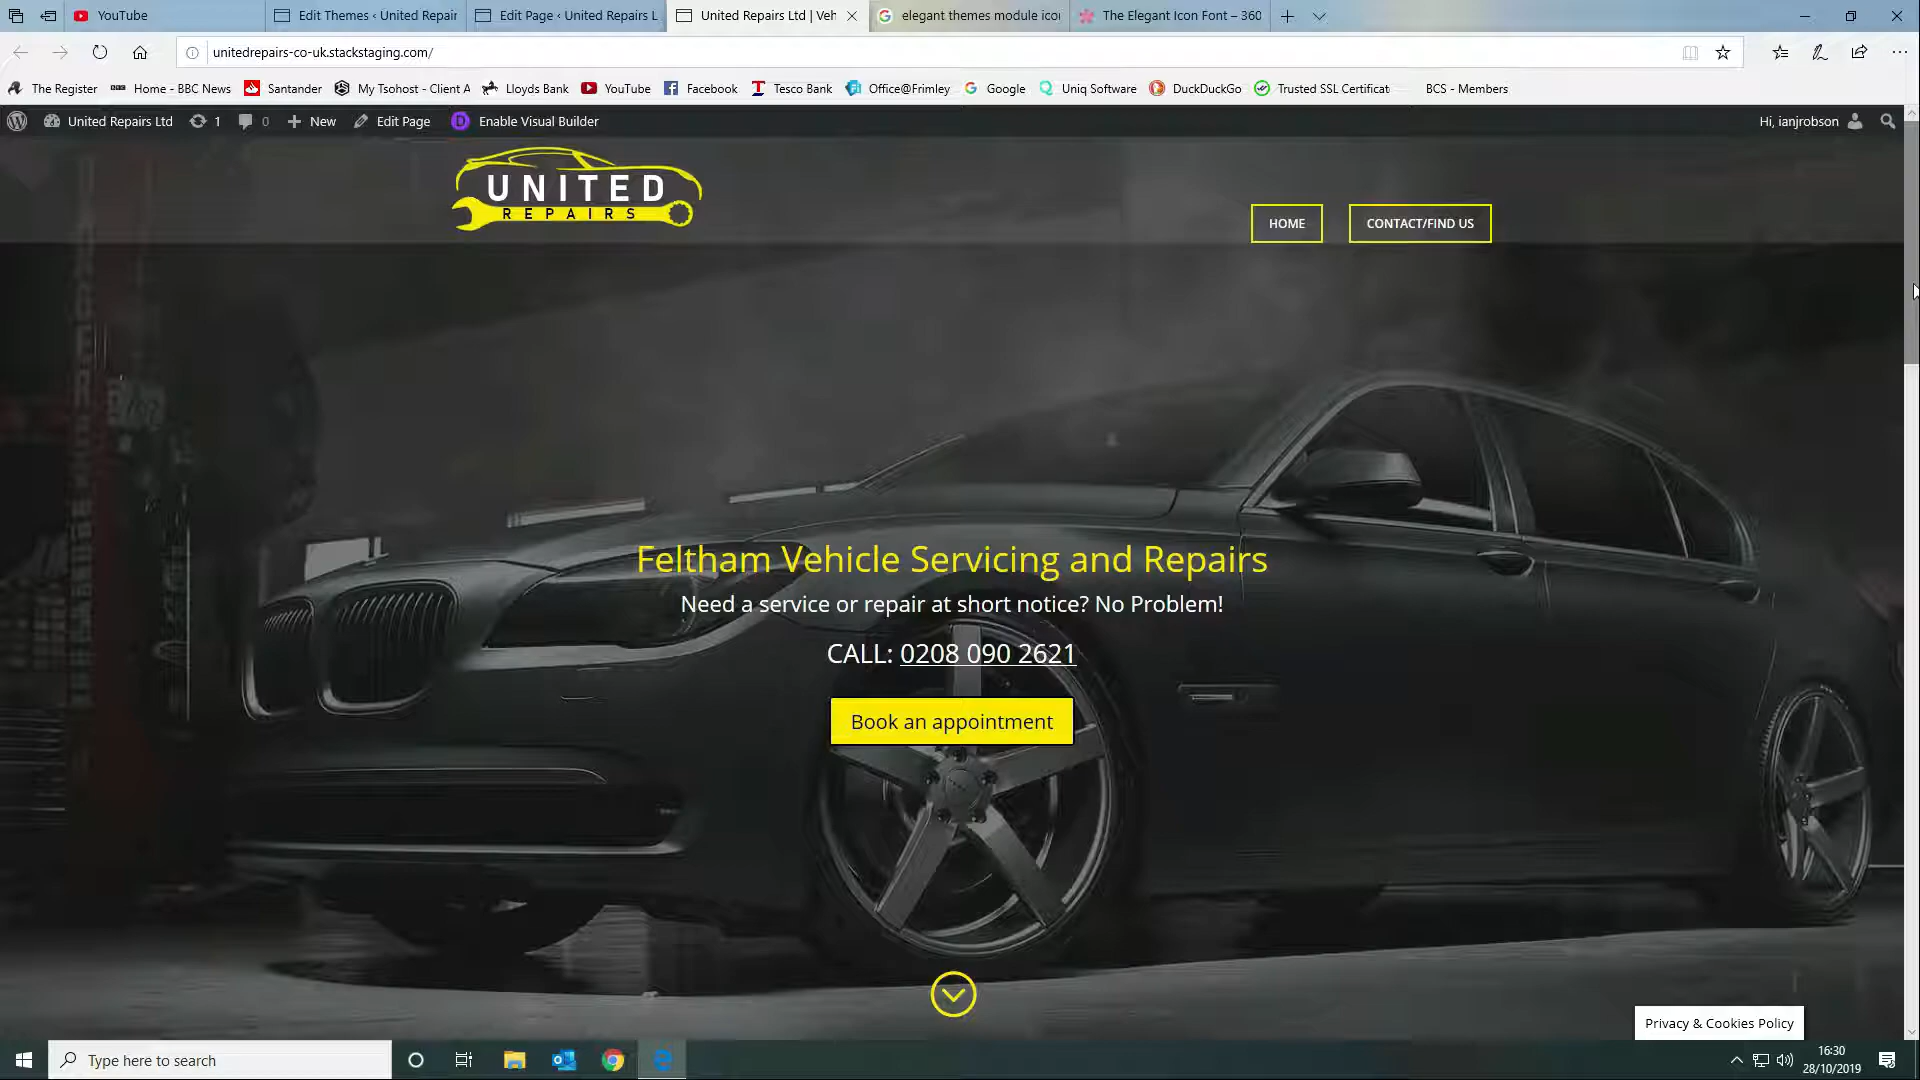 YouTube
Edit Themes ‹ United Repair
Edit Page ‹ United Repairs L
United Repairs Ltd | Veh
elegant themes module ico
The Elegant Icon Font – 360
unitedrepairs-co-uk.stackstaging.com/
The Register
Home - BBC News
Santander
My Tsohost - Client A
Lloyds Bank
YouTube
Facebook
Tesco Bank
Office@Frimley
Google
Uniq Software
DuckDuckGo
Trusted SSL Certificat
BCS - Members
United Repairs Ltd
1
0
New
Edit Page
Enable Visual Builder
Hi, ianjrobson
UNITED
REPAIRS
HOME
CONTACT/FIND US
Feltham Vehicle Servicing and Repairs
Need a service or repair at short notice? No Problem!
CALL: 0208 090 2621
Book an appointment
Privacy & Cookies Policy
Type here to search
16:30
28/10/2019